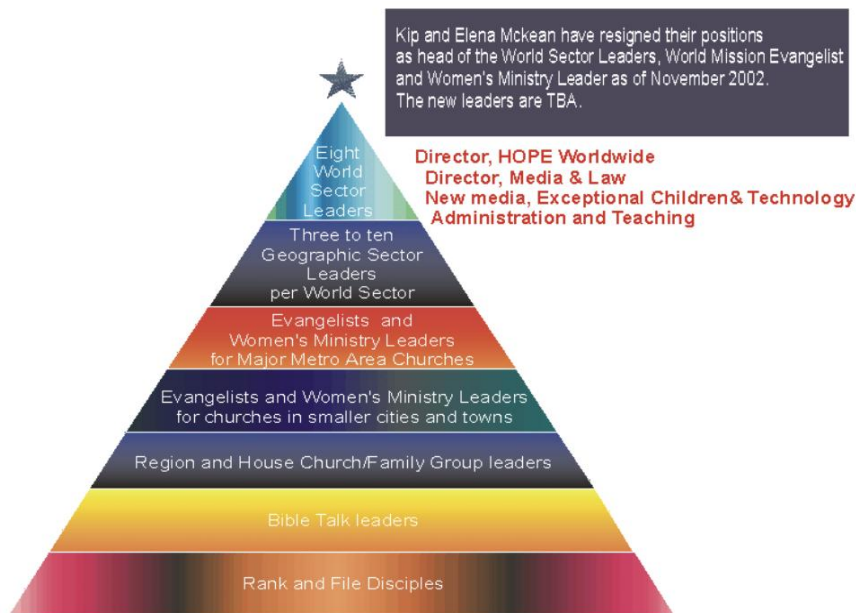 Kip and Elena Mckean have resigned their positions
as head of the World Sector Leaders, World Mission Evangelist
and Women's Ministry Leader as of November 2002.
The new leaders are TBA.
Eight
World
Sector
Leaders
Director, HOPE Worldwide
Director, Media & Law
New media, Exceptional Children& Technology
Administration and Teaching
Three to ten
Geographic Sector
Leaders
per World Sector
Evangelists and
Women's Ministry Leaders
for Major Metro Area Churches
Evangelists and Women's Ministry Leaders
for churches in smaller cities and towns
Region and House Church/Family Group leaders
Bible Talk leaders
Rank and File Disciples